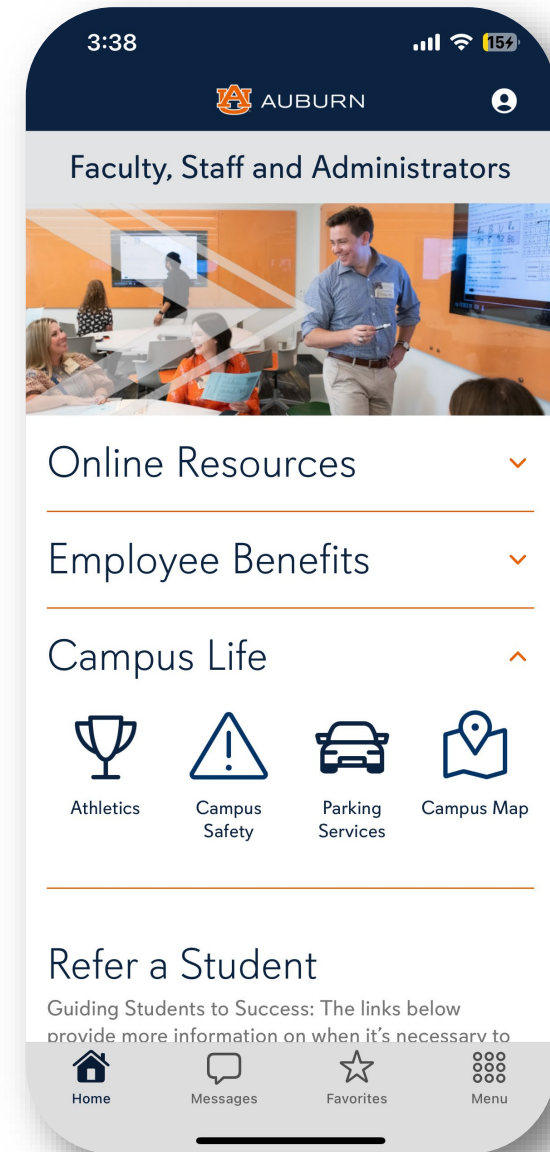 3:38
15
AUBURN
Faculty, Staff and Administrators
Online Resources
Employee Benefits
Campus Life
Athletics
Campus
Safety
Parking
Services
Campus Map
Refer a Student
Guiding Students to Success: The links below
provide more information on when it's necessary to
Home
Messages
Favorites
Menu